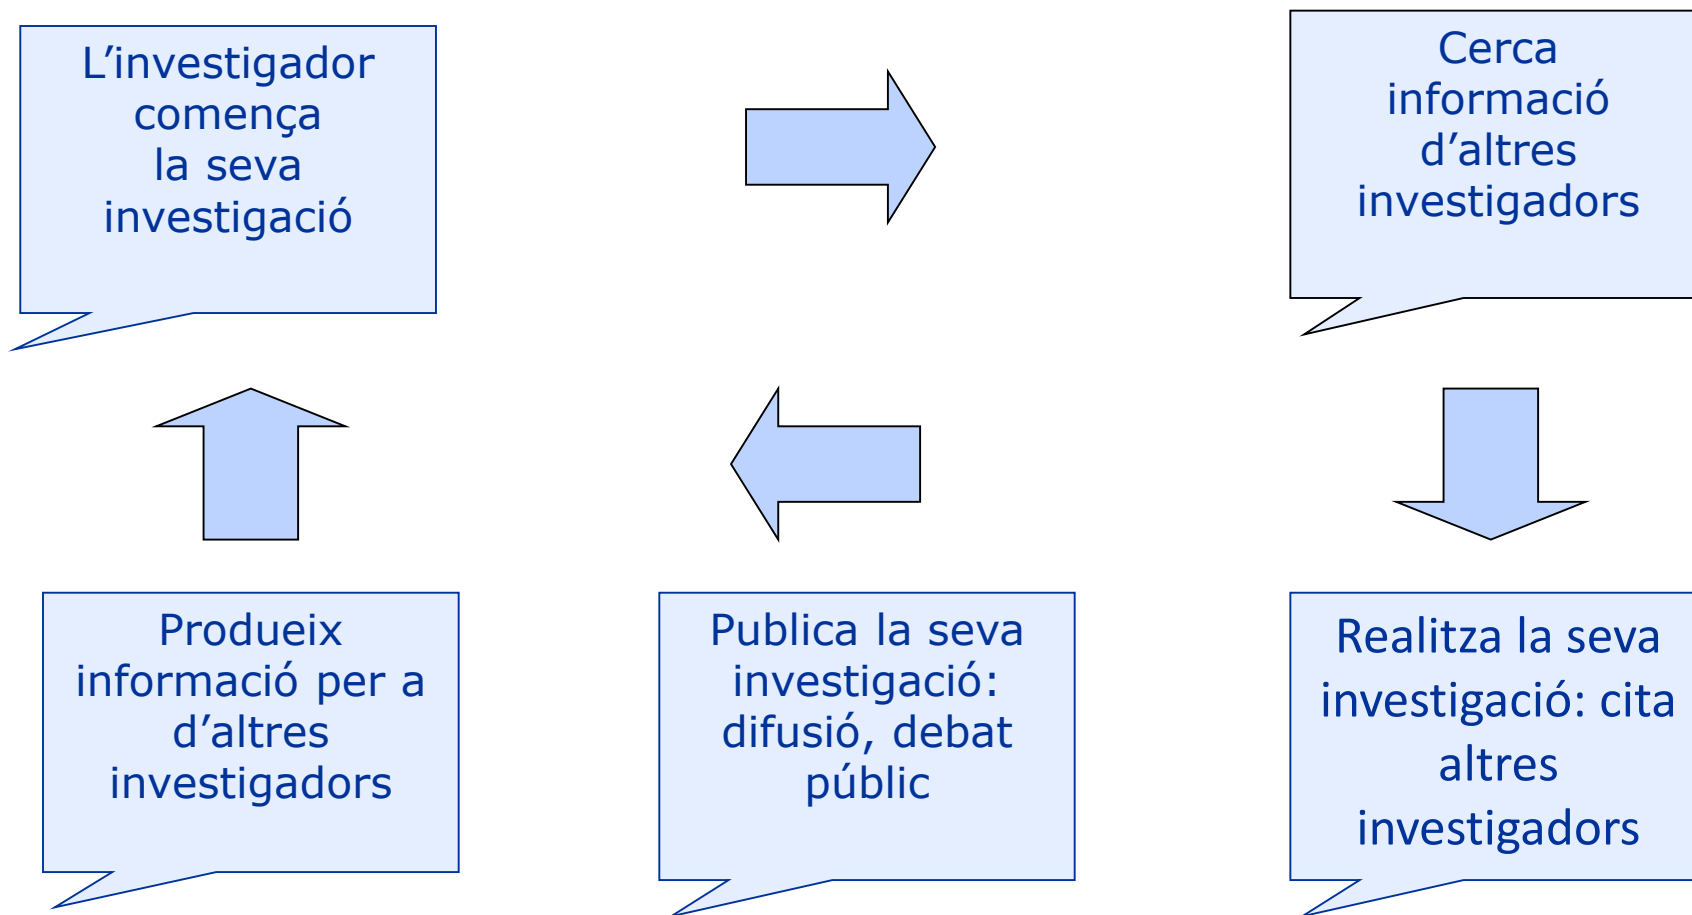 L’investigador
comença
la seva
investigació
Cerca
informació
d’altres
investigadors
Produeix
informació per a
d’altres
investigadors
Publica la seva
investigació:
difusió, debat
públic
Realitza la seva
investigació: cita
altres
investigadors